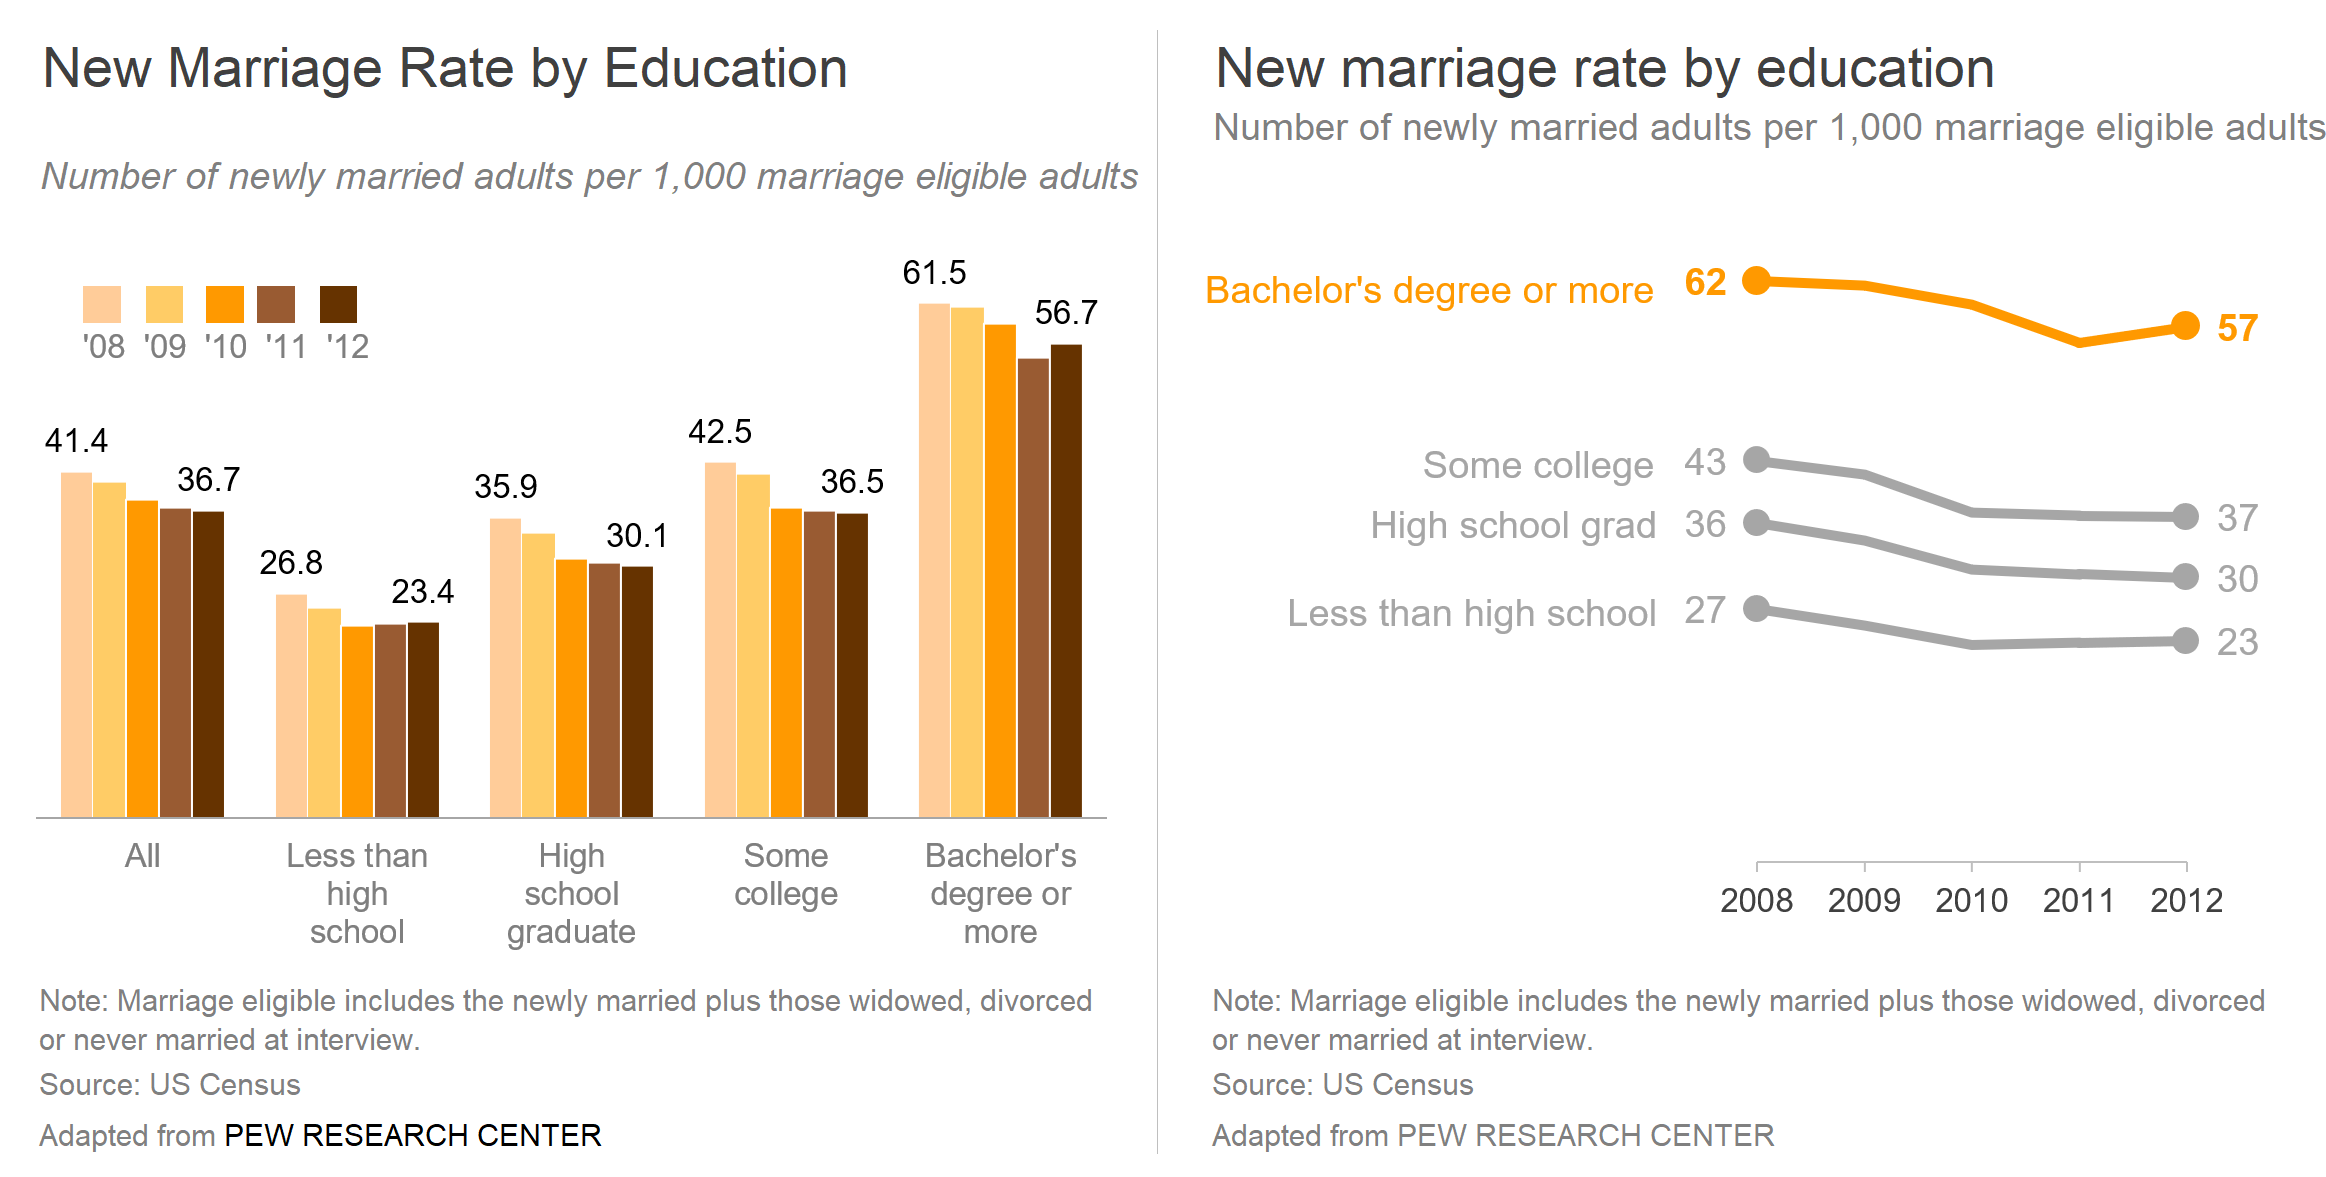 New Marriage Rate by Education
Number of newly married adults per 1,000 marriage eligible adults
'08 '09 '10 '11 '12
41.4
36.7
26.8
23.4
35.9
30.1
42.5
36.5
61.5
56.7
All
Less than
high
school
High
school
graduate
Some
college
Bachelor's
degree or
more
Note: Marriage eligible includes the newly married plus those widowed, divorced
or never married at interview.
Source: US Census
Adapted from PEW RESEARCH CENTER
New marriage rate by education
Number of newly married adults per 1,000 marriage eligible adults
Bachelor's degree or more 62
57
Some college 43
37
High school grad 36
30
Less than high school 27
23
2008 2009 2010 2011 2012
Note: Marriage eligible includes the newly married plus those widowed, divorced
or never married at interview.
Source: US Census
Adapted from PEW RESEARCH CENTER